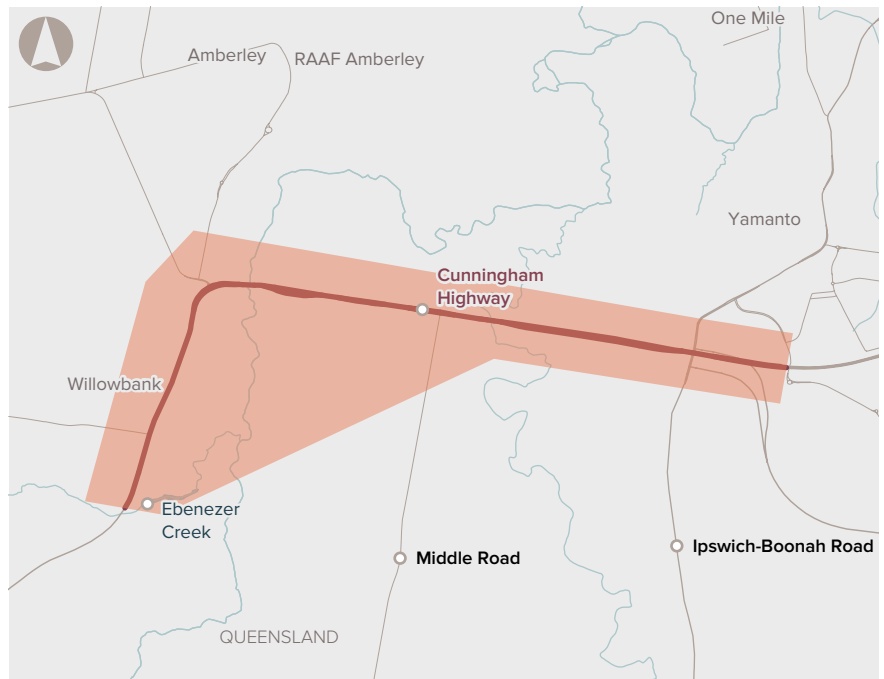 One Mile
Amberley
RAAF Amberley
Yamanto
Cunningham
Highway
Willowbank
Ebenezer
Creek
Ipswich-Boonah Road
Middle Road
QUEENSLAND